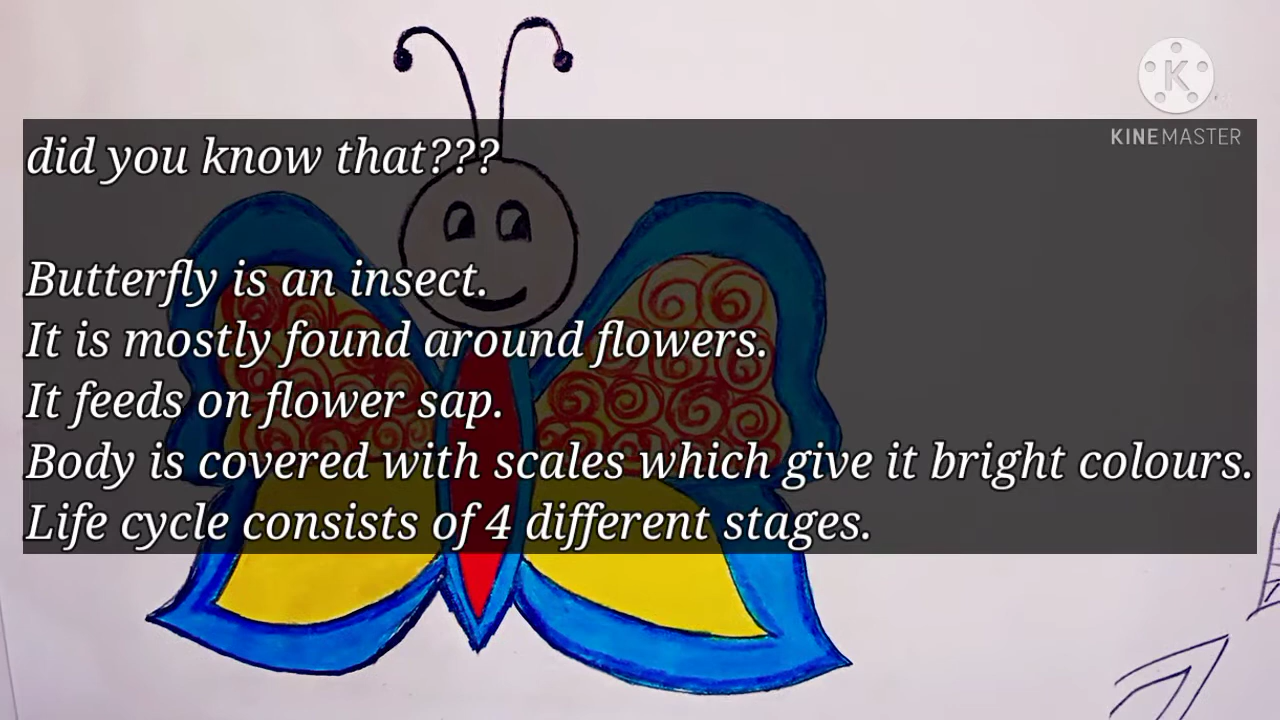 K
KINEMASTER
did you know that???
Butterfly is an insect.
It is mostly found around flowers.
It feeds on flower sap.
Body is covered with scales which give it bright colours.
Life cycle consists of 4 different stages.